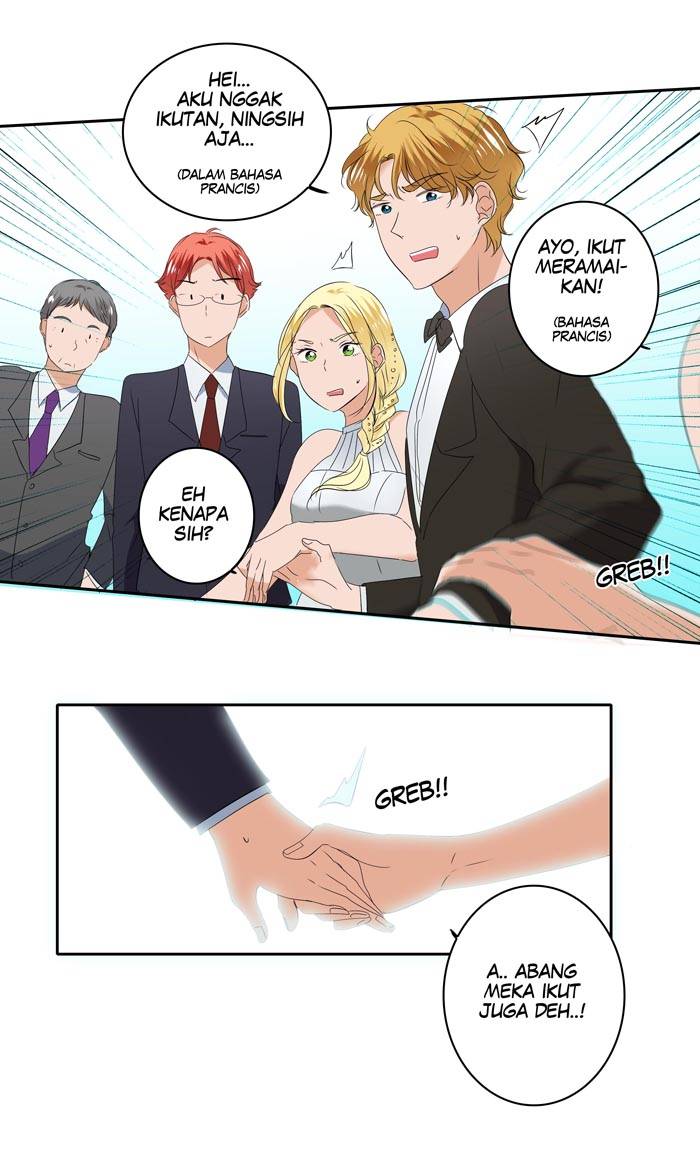 HEI...
AKU NGGAK
IKUTAN, NINGSIH
AJA...
(DALAM BAHASA
PRANCIS)
AYO, IKUT
MERAMAI-
KAN!
(BAHASA
PRANCIS)
EH
KENAPA
SIH?
GREB!!
GREB!!
A.. ABANG
MEKA IKUT
JUGA DEH..!